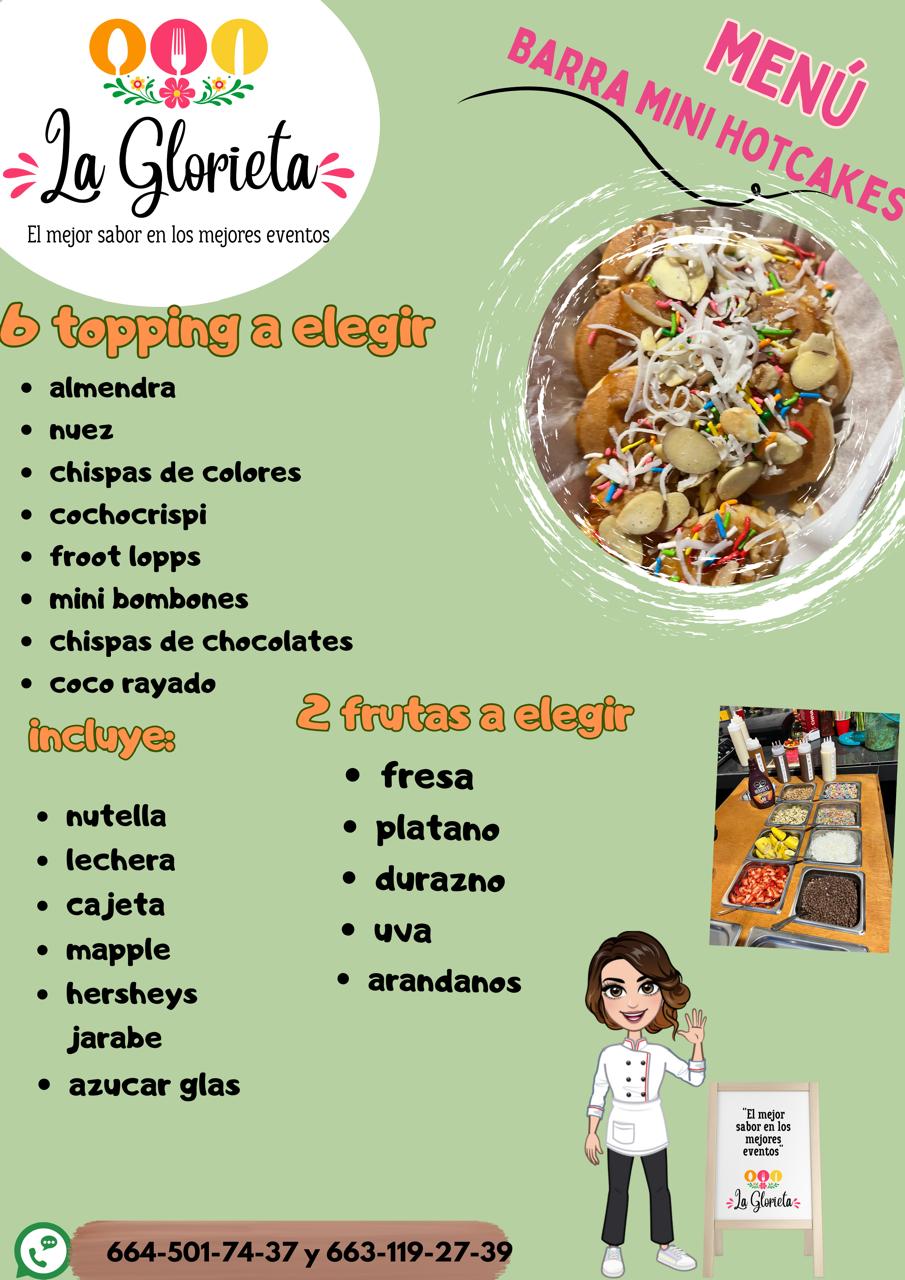 La Glorieta
El mejor sabor en los mejores eventos
MENÚ
BARRA MINI HOTCAKES
6 topping a elegir
• almendra
• nuez
• chispas de colores
• cochocrispi
• froot lopps
• mini bombones
• chispas de chocolates
• coco rayado
incluye:
• nutella
• lechera
• cajeta
• mapple
• hersheys
jarabe
• azucar glas
2 frutas a elegir
• fresa
• platano
• durazno
• uva
• arandanos
"El mejor
sabor en los
mejores
eventos"
La Glorieta
664-501-74-37 y 663-119-27-39